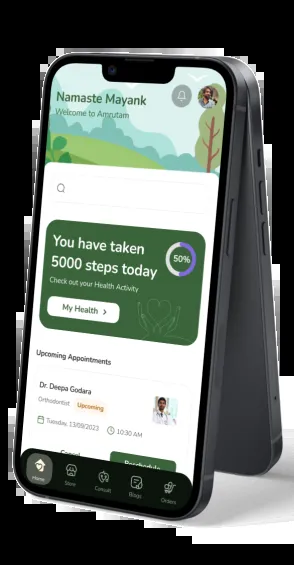 Namaste Mayank
Welcome to Amrutam
You have taken
5000 steps today
50%
Check out your Health Activity
My Health >
Upcoming Appointments
Dr. Deepa Godara
Orthodontist Upcoming
Tuesday, 13/09/2023 10:30 AM
Cancel Reschedule
Home Store Consult Blogs Orders